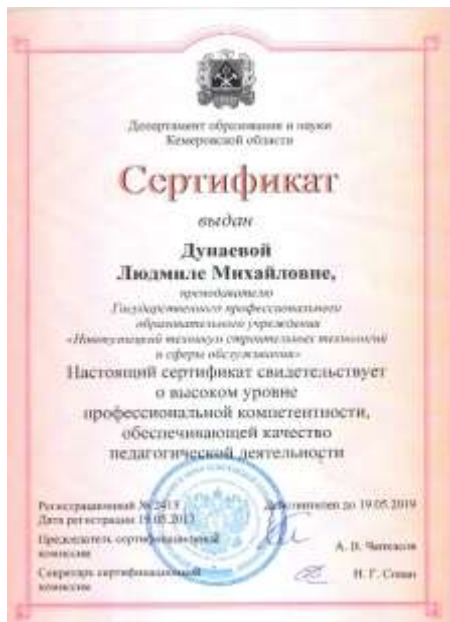 Департамент образования и науки
Кемеровской области
Сертификат
выдан
Дунаевой
Людмиле Михайловне,
преподавателю
Государственного профессионального
образовательного учреждения
«Новокузнецкий техникум строительных технологий
и сферы обслуживания»
Настоящий сертификат свидетельствует
о высоком уровне
профессиональной компетентности,
обеспечивающей качество
педагогической деятельности
Регистрационный № 2413
Действителен до 19.05.2019
Дата регистрации 19.05.
Председатель сертификационной
комиссии
А. В.
Секретарь сертификационной
комиссии
Н. Г.